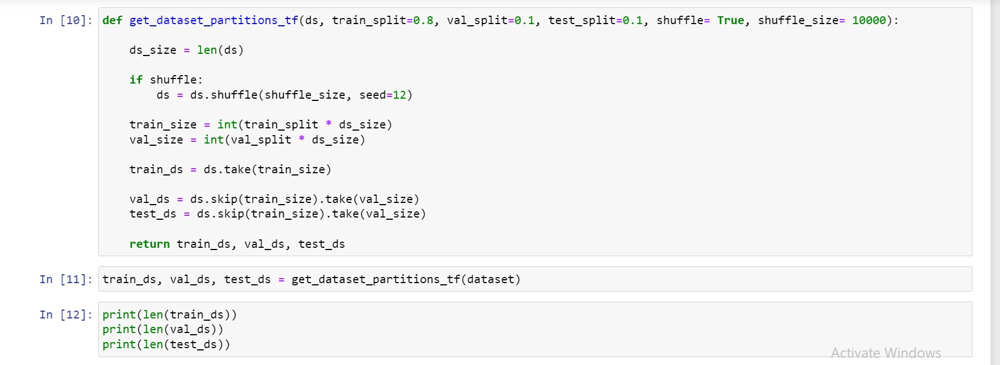 In [10]: def get_dataset_partitions_tf(ds, train_split=0.8, val_split=0.1, test_split=0.1, shuffle= True, shuffle_size= 10000):
ds_size = len(ds)
if shuffle:
ds = ds.shuffle(shuffle_size, seed=12)
train_size = int(train_split * ds_size)
val_size = int(val_split * ds_size)
train_ds = ds.take(train_size)
val_ds = ds.skip(train_size).take(val_size)
test_ds = ds.skip(train_size).take(val_size)
return train_ds, val_ds, test_ds
In [11]: train_ds, val_ds, test_ds = get_dataset_partitions_tf(dataset)
In [12]: print(len(train_ds))
print(len(val_ds))
print(len(test_ds))
Activate Windows